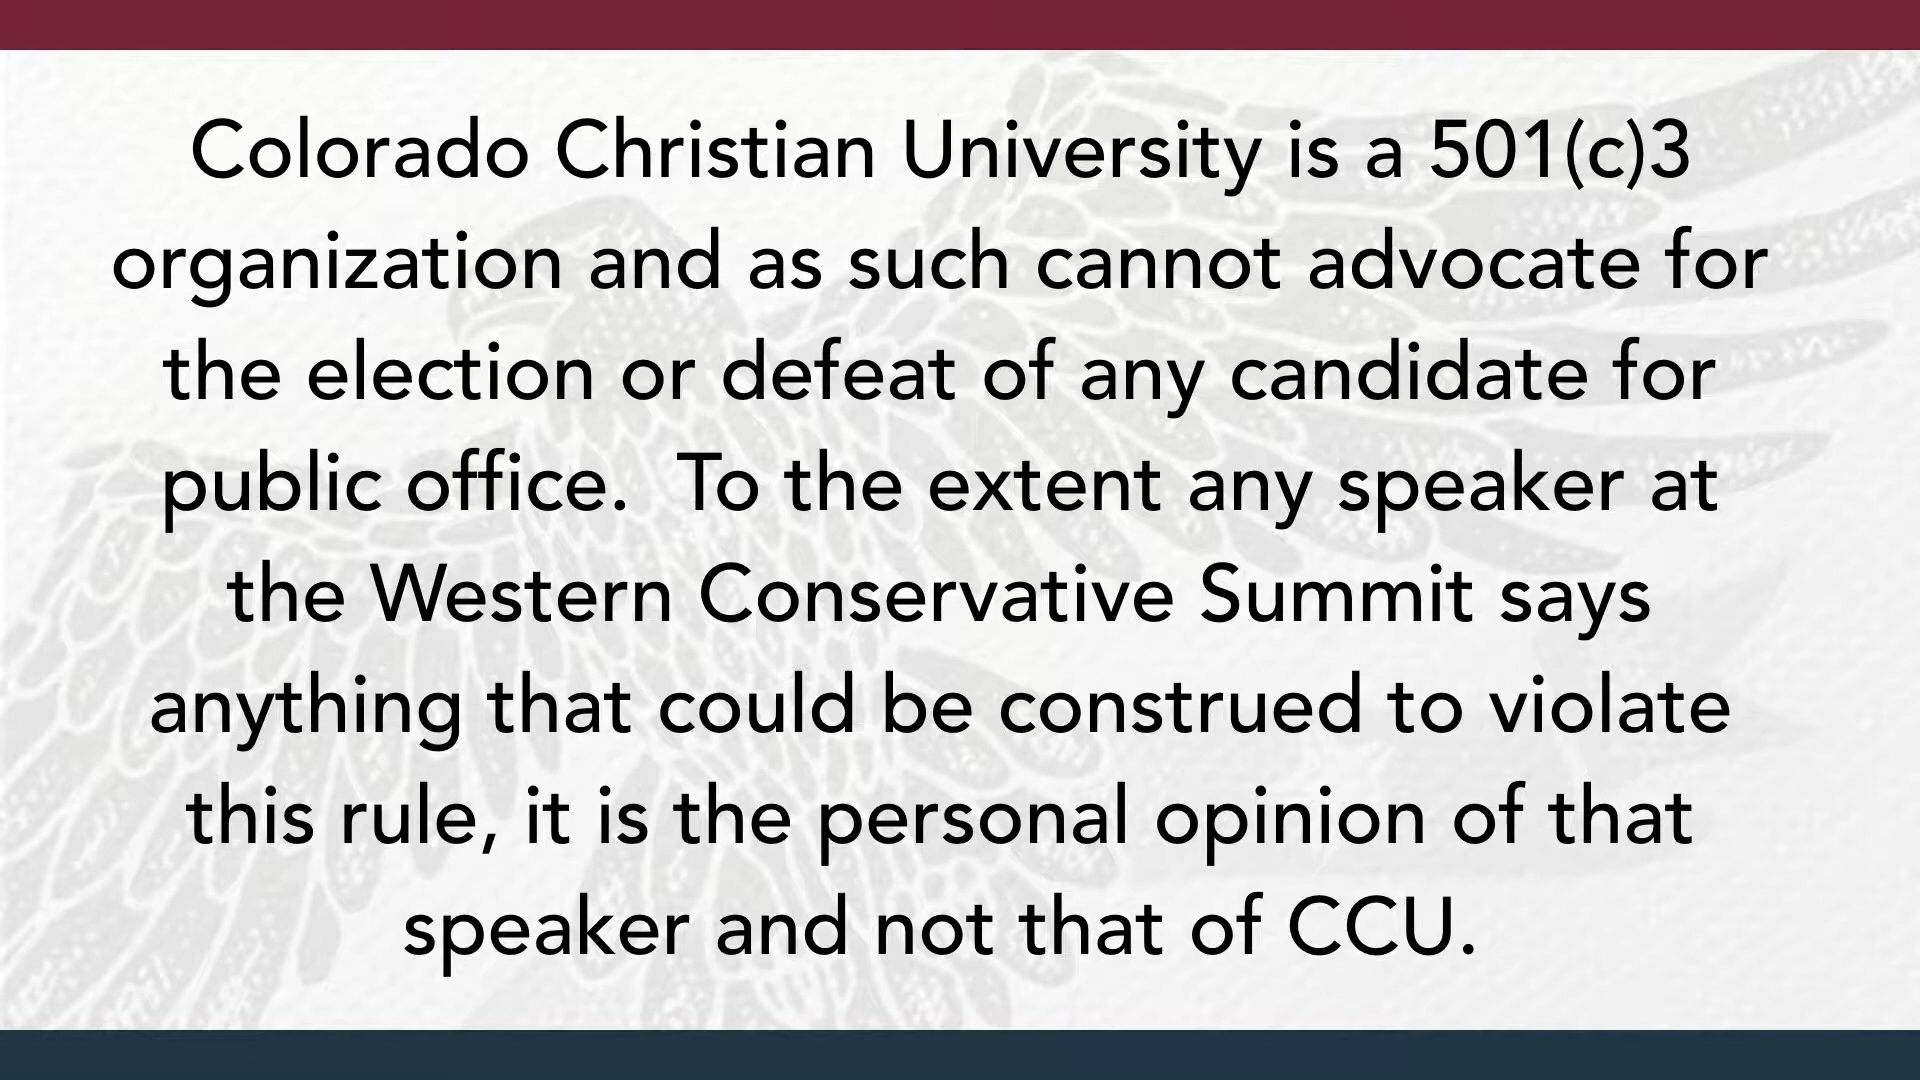 Colorado Christian University is a 501(c)3
organization and as such cannot advocate for
the election or defeat of any candidate for
public office.  To the extent any speaker at
the Western Conservative Summit says
anything that could be construed to violate
this rule, it is the personal opinion of that
speaker and not that of CCU.